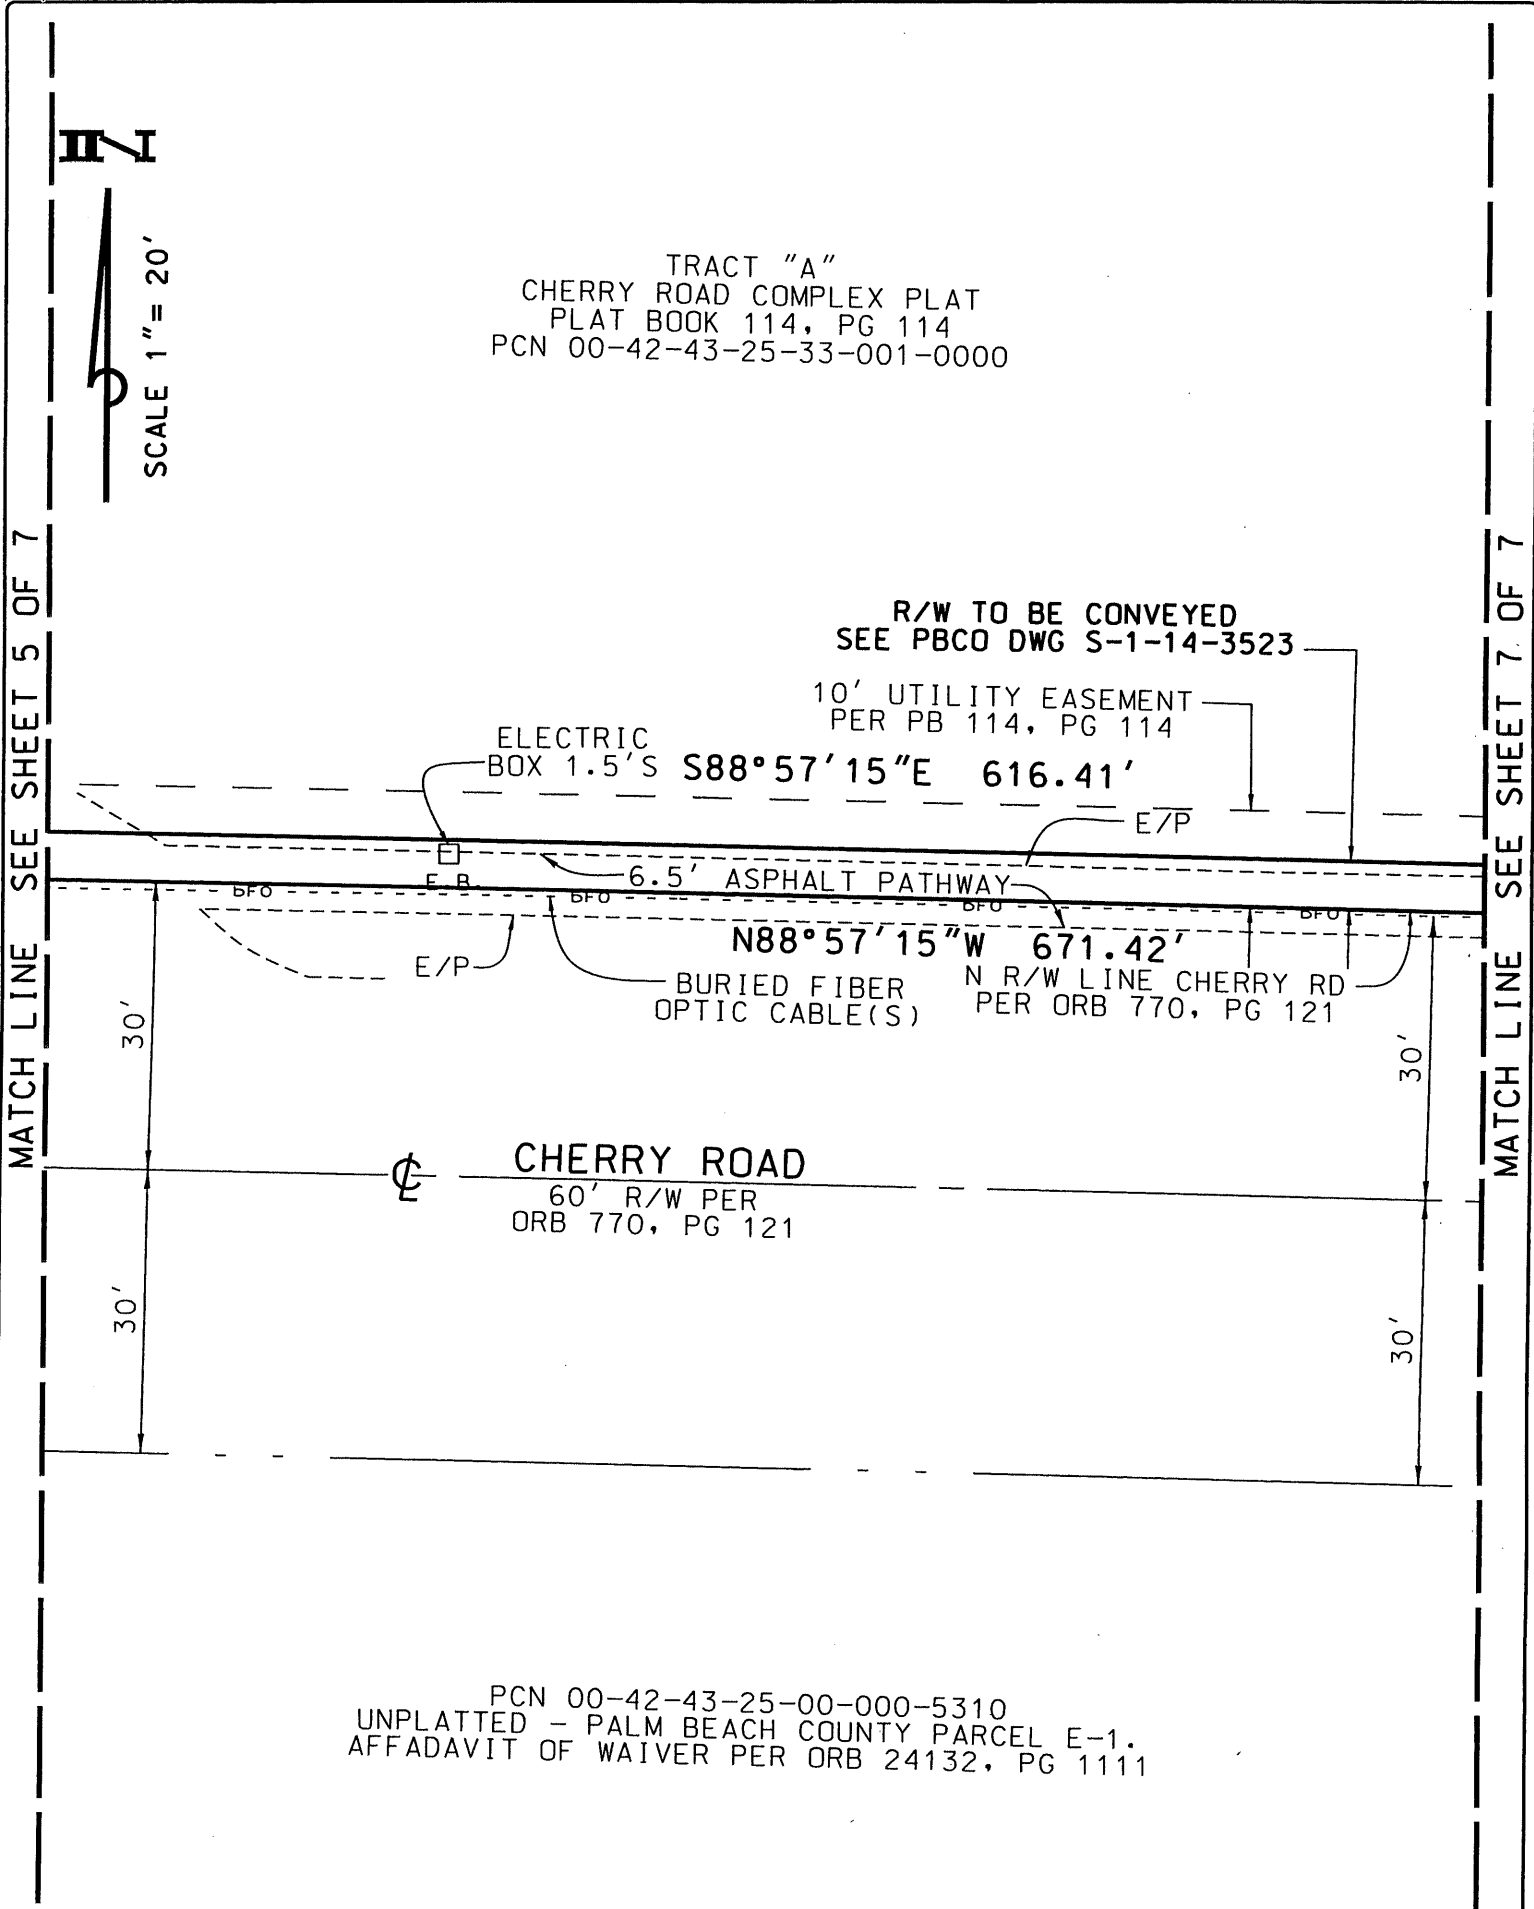 N
SCALE 1"= 20'
TRACT "A"
CHERRY ROAD COMPLEX PLAT
PLAT BOOK 114, PG 114
PCN 00-42-43-25-33-001-0000
MATCH LINE SEE SHEET 5 OF 7
MATCH LINE SEE SHEET 7 OF 7
R/W TO BE CONVEYED
SEE PBCO DWG S-1-14-3523
10' UTILITY EASEMENT
PER PB 114, PG 114
ELECTRIC
BOX 1.5'S
S88°57'15"E 616.41'
E/P
E.B.
6.5' ASPHALT PATHWAY
BFO
BFO
BFO
BFO
N88°57'15"W 671.42'
E/P
BURIED FIBER
OPTIC CABLE(S)
N R/W LINE CHERRY RD
PER ORB 770, PG 121
30'
30'
CL
CHERRY ROAD
60' R/W PER
ORB 770, PG 121
30'
30'
PCN 00-42-43-25-00-000-5310
UNPLATTED - PALM BEACH COUNTY PARCEL E-1.
AFFADAVIT OF WAIVER PER ORB 24132, PG 1111